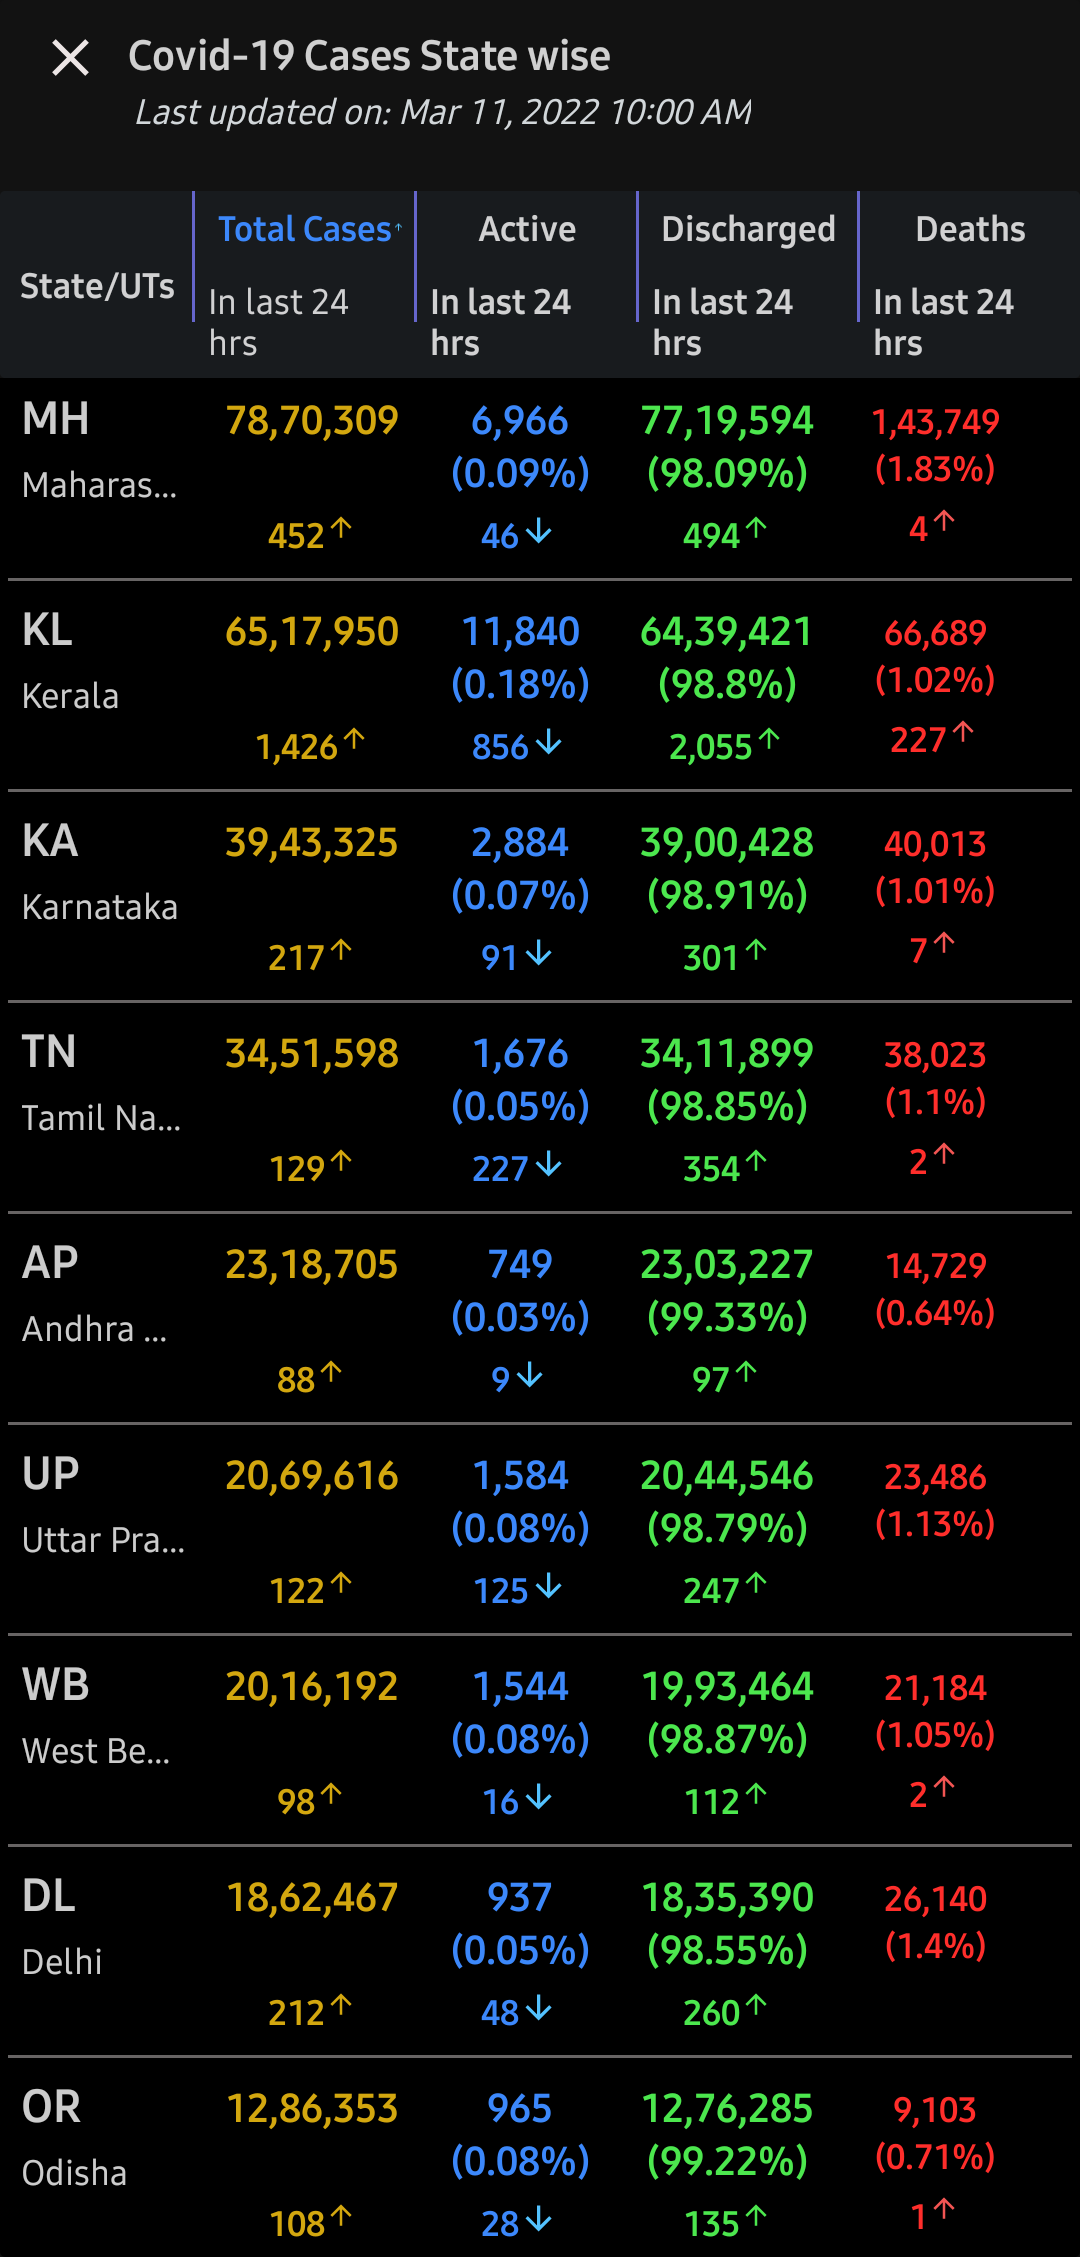 Covid-19 Cases State wise
Last updated on: Mar 11, 2022 10:00 AM
State/UTs
Total Cases↑ Active Discharged Deaths
In last 24 hrs In last 24 hrs In last 24 hrs In last 24 hrs
MH 78,70,309 6,966 77,19,594 1,43,749
Maharas... (0.09%) (98.09%) (1.83%)
452↑ 46↓ 494↑ 4↑
KL 65,17,950 11,840 64,39,421 66,689
Kerala (0.18%) (98.8%) (1.02%)
1,426↑ 856↓ 2,055↑ 227↑
KA 39,43,325 2,884 39,00,428 40,013
Karnataka (0.07%) (98.91%) (1.01%)
217↑ 91↓ 301↑ 7↑
TN 34,51,598 1,676 34,11,899 38,023
Tamil Na... (0.05%) (98.85%) (1.1%)
129↑ 227↓ 354↑ 2↑
AP 23,18,705 749 23,03,227 14,729
Andhra ... (0.03%) (99.33%) (0.64%)
88↑ 9↓ 97↑
UP 20,69,616 1,584 20,44,546 23,486
Uttar Pra... (0.08%) (98.79%) (1.13%)
122↑ 125↓ 247↑
WB 20,16,192 1,544 19,93,464 21,184
West Be... (0.08%) (98.87%) (1.05%)
98↑ 16↓ 112↑ 2↑
DL 18,62,467 937 18,35,390 26,140
Delhi (0.05%) (98.55%) (1.4%)
212↑ 48↓ 260↑
OR 12,86,353 965 12,76,285 9,103
Odisha (0.08%) (99.22%) (0.71%)
108↑ 28↓ 135↑ 1↑